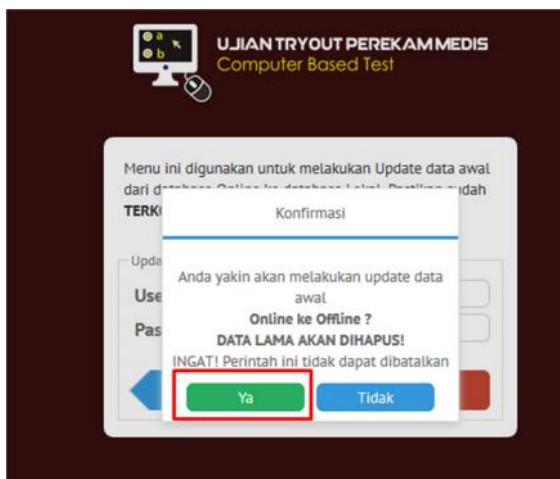 a
b
UJIAN TRYOUT PEREKAM MEDIS
Computer Based Test
Menu ini digunakan untuk melakukan Update data awal
dari
TERK
Konfirmasi
Upda
Anda yakin akan melakukan update data
awal
Use
Online ke Offline ?
Pas
DATA LAMA AKAN DIHAPUS!
INGAT! Perintah ini tidak dapat dibatalkan
Ya
Tidak